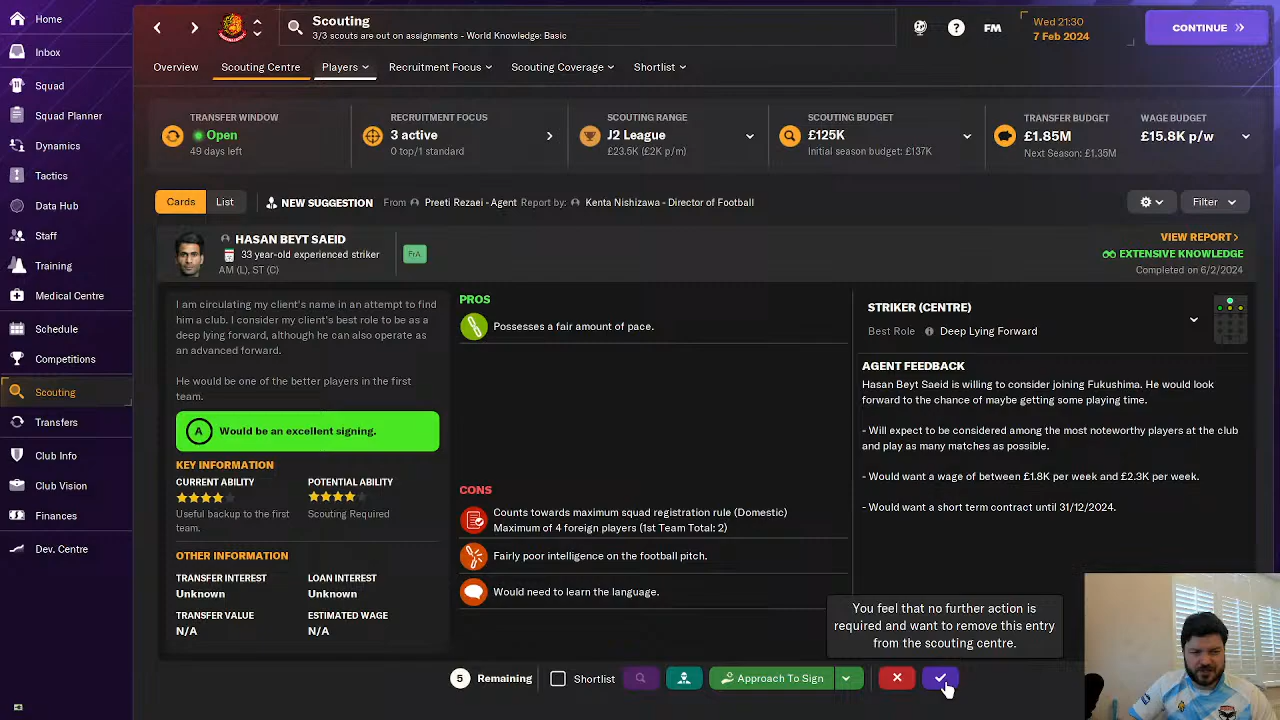 Home
Inbox
Squad
Squad Planner
Dynamics
Tactics
Data Hub
Staff
Training
Medical Centre
Schedule
Competitions
Scouting
Transfers
Club Info
Club Vision
Finances
Dev. Centre
Scouting
3/3 scouts are out on assignments - World Knowledge: Basic
FM
Wed 21:30
7 Feb 2024
CONTINUE
Overview
Scouting Centre
Players
Recruitment Focus
Scouting Coverage
Shortlist
TRANSFER WINDOW
Open
49 days left
RECRUITMENT FOCUS
3 active
0 top/1 standard
SCOUTING RANGE
J2 League
£23.5K (£2K p/m)
SCOUTING BUDGET
£125K
Initial season budget: £137K
TRANSFER BUDGET
£1.85M
Next Season: £1.35M
WAGE BUDGET
£15.8K p/w
Cards
List
NEW SUGGESTION From Preeti Rezaei - Agent Report by: Kenta Nishizawa - Director of Football
Filter
HASAN BEYT SAEID
33 year-old experienced striker
AM (L), ST (C)
FrA
VIEW REPORT
EXTENSIVE KNOWLEDGE
Completed on 6/2/2024
I am circulating my client's name in an attempt to find
him a club. I consider my client's best role to be as a
deep lying forward, although he can also operate as
an advanced forward.
He would be one of the better players in the first
team.
A
Would be an excellent signing.
KEY INFORMATION
CURRENT ABILITY
Useful backup to the first
team.
POTENTIAL ABILITY
Scouting Required
OTHER INFORMATION
TRANSFER INTEREST
Unknown
LOAN INTEREST
Unknown
TRANSFER VALUE
N/A
ESTIMATED WAGE
N/A
PROS
Possesses a fair amount of pace.
CONS
Counts towards maximum squad registration rule (Domestic)
Maximum of 4 foreign players (1st Team Total: 2)
Fairly poor intelligence on the football pitch.
Would need to learn the language.
STRIKER (CENTRE)
Best Role Deep Lying Forward
AGENT FEEDBACK
Hasan Beyt Saeid is willing to consider joining Fukushima. He would look
forward to the chance of maybe getting some playing time.
- Will expect to be considered among the most noteworthy players at the club
and play as many matches as possible.
- Would want a wage of between £1.8K per week and £2.3K per week.
- Would want a short term contract until 31/12/2024.
You feel that no further action is
required and want to remove this entry
from the scouting centre.
5 Remaining
Shortlist
Approach To Sign